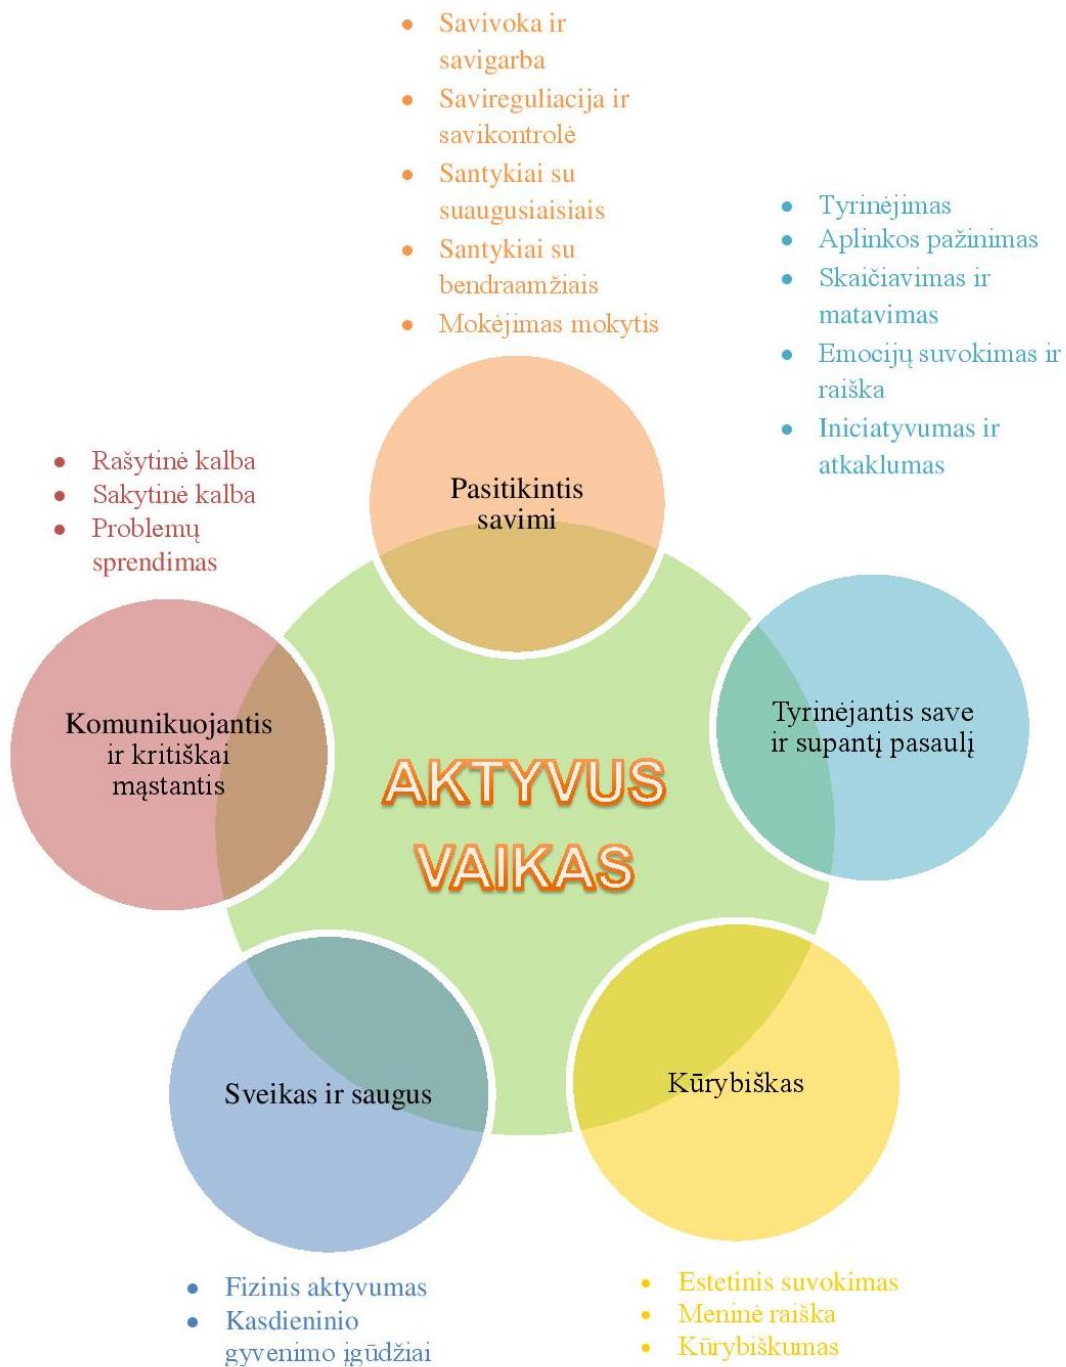 • Savivoka ir
savigarba
• Savireguliacija ir
savikontrolė
• Santykiai su
suaugusiaisiais
• Santykiai su
bendraamžiais
• Mokėjimas mokytis
• Tyrinėjimas
• Aplinkos pažinimas
• Skaičiavimas ir
matavimas
• Emocijų suvokimas ir
raiška
• Iniciatyvumas ir
atkaklumas
• Rašytinė kalba
• Sakytinė kalba
• Problemų
sprendimas
Pasitikintis
savimi
Komunikuojantis
ir kritiškai
mąstantis
Tyrinėjantis save
ir supantį pasaulį
AKTYVUS
VAIKAS
Sveikas ir saugus
Kūrybiškas
• Fizinis aktyvumas
• Kasdieninio
gyvenimo įgūdžiai
• Estetinis suvokimas
• Meninė raiška
• Kūrybiškumas